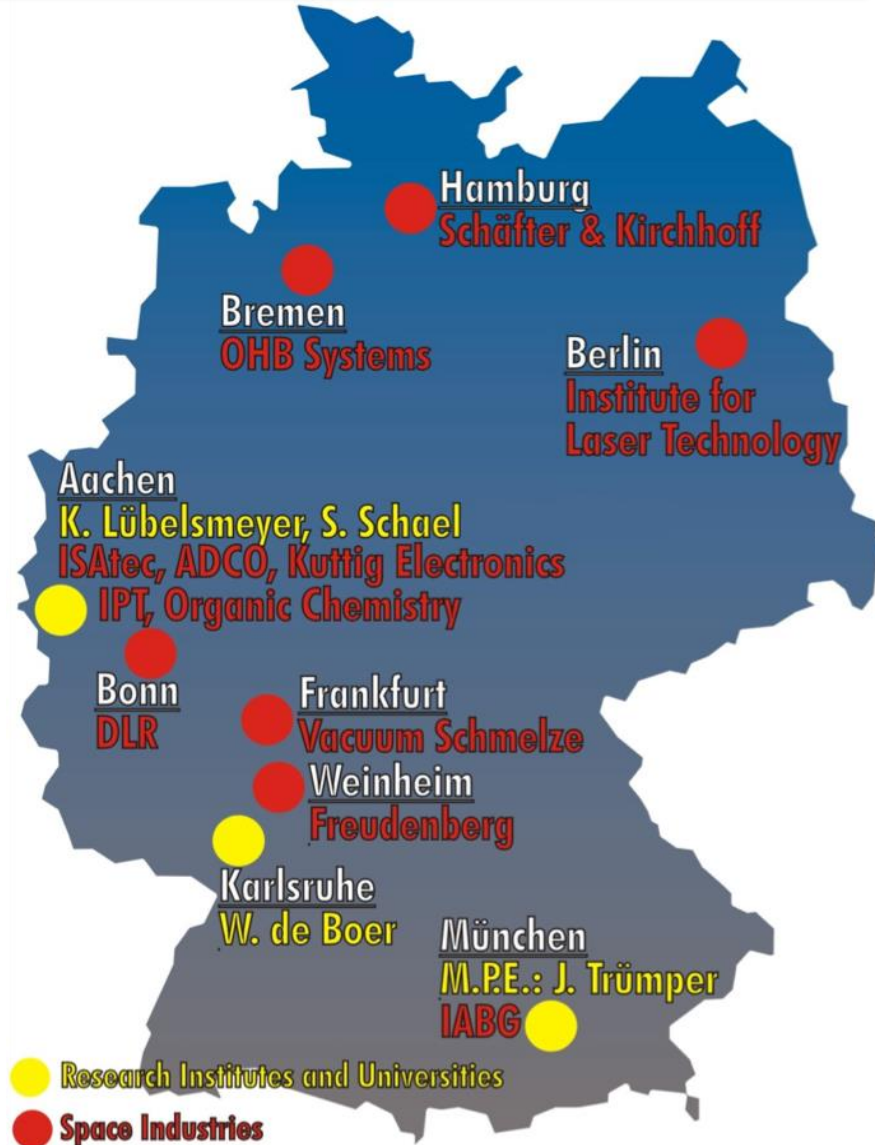 Hamburg
Schäfter & Kirchhoff
Bremen
OHB Systems
Berlin
Institute for
Laser Technology
Aachen
K. Lübelsmeyer, S. Schael
ISAtec, ADCO, Kuttig Electronics
IPT, Organic Chemistry
Bonn
DLR
Frankfurt
Vacuum Schmelze
Weinheim
Freudenberg
Karlsruhe
W. de Boer
München
M.P.E.: J. Trümper
IABG
Research Institutes and Universities
Space Industries